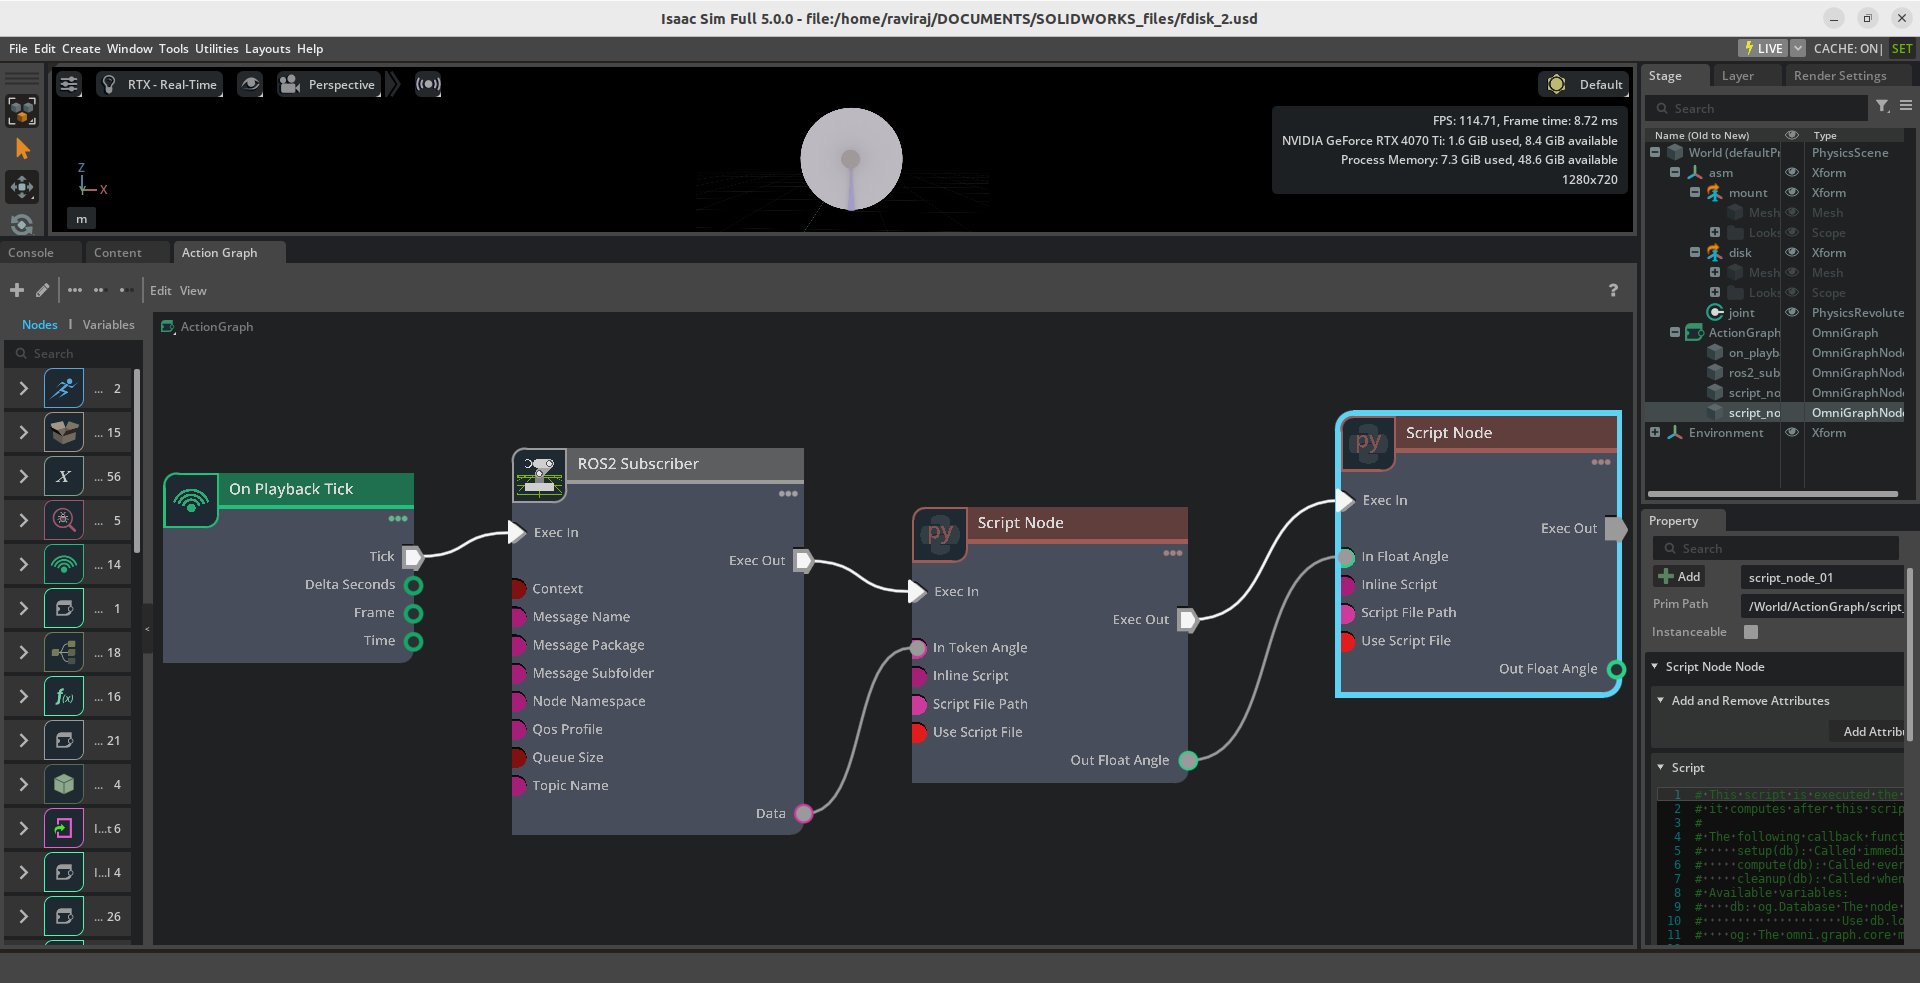 Isaac Sim Full 5.0.0 - file:/home/raviraj/DOCUMENTS/SOLIDWORKS_files/fdisk_2.usd
File Edit Create Window Tools Utilities Layouts Help
LIVE CACHE: ON| SET
RTX - Real-Time
Perspective
Default
FPS: 114.71, Frame time: 8.72 ms
NVIDIA GeForce RTX 4070 Ti: 1.6 GiB used, 8.4 GiB available
Process Memory: 7.3 GiB used, 48.6 GiB available
1280x720
Z
X
m
Console Content Action Graph
Edit View ?
Nodes | Variables
Search
... 2
... 15
X ... 56
... 5
... 14
... 1
... 18
f(x) ... 16
... 21
... 4
I...t 6
I...I 4
... 26
<
ActionGraph
On Playback Tick
Tick
Delta Seconds
Frame
Time
ROS2 Subscriber
Exec In
Exec Out
Context
Message Name
Message Package
Message Subfolder
Node Namespace
Qos Profile
Queue Size
Topic Name
Data
py
Script Node
Exec In
Exec Out
In Token Angle
Inline Script
Script File Path
Use Script File
Out Float Angle
py
Script Node
Exec In
Exec Out
In Float Angle
Inline Script
Script File Path
Use Script File
Out Float Angle
Stage Layer Render Settings
Search
Name (Old to New) Type
World (defaultPr PhysicsScene
asm Xform
mount Xform
Mesh Mesh
Looks Scope
disk Xform
Mesh Mesh
Looks Scope
joint PhysicsRevolute
ActionGraph OmniGraph
on_playb OmniGraphNode
ros2_sub OmniGraphNode
script_no OmniGraphNode
script_no OmniGraphNode
Environment Xform
Property
Search
Add script_node_01
Prim Path /World/ActionGraph/script_
Instanceable
Script Node Node
Add and Remove Attributes
Add Attribu
Script
1 # This script is executed the
2 # it computes after this scrip
3 #
4 # The following callback funct
5 # setup(db): Called immedi
6 # compute(db): Called ever
7 # cleanup(db): Called when
8 # Available variables:
9 # db: og.Database The node
10 # Use db.lo
11 # og: The omni.graph.core m